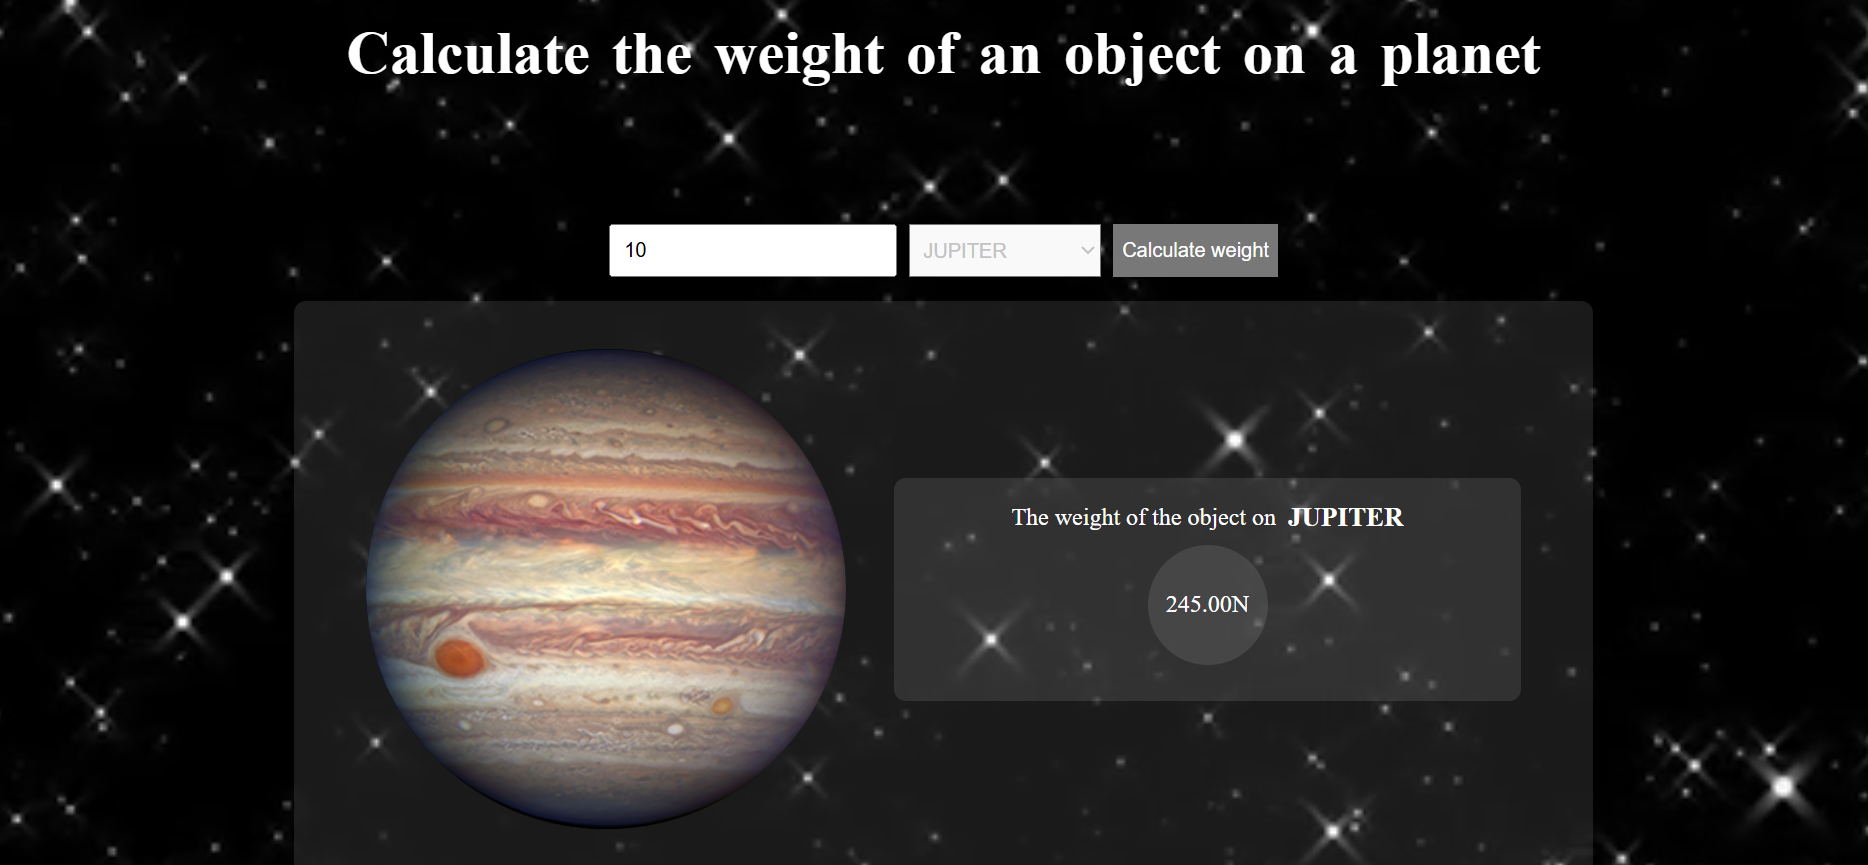 Calculate the weight of an object on a planet
10
JUPITER
Calculate weight
The weight of the object on JUPITER
245.00N